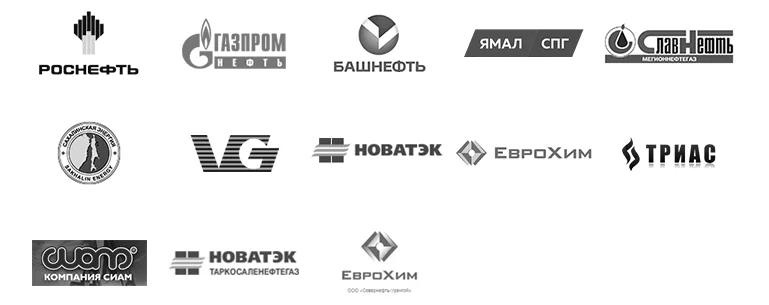 РОСНЕФТЬ
ГАЗПРОМ
НЕФТЬ
БАШНЕФТЬ
ЯМАЛ СПГ
СЛАВНЕФТЬ
МЕГИОННЕФТЕГАЗ
САХАЛИНСКАЯ ЭНЕРГИЯ
SAKHALIN ENERGY
VG
НОВАТЭК
ЕВРОХИМ
ТРИАС
сиам
КОМПАНИЯ СИАМ
НОВАТЭК
ТАРКОСАЛЕНЕФТЕГАЗ
ЕВРОХИМ